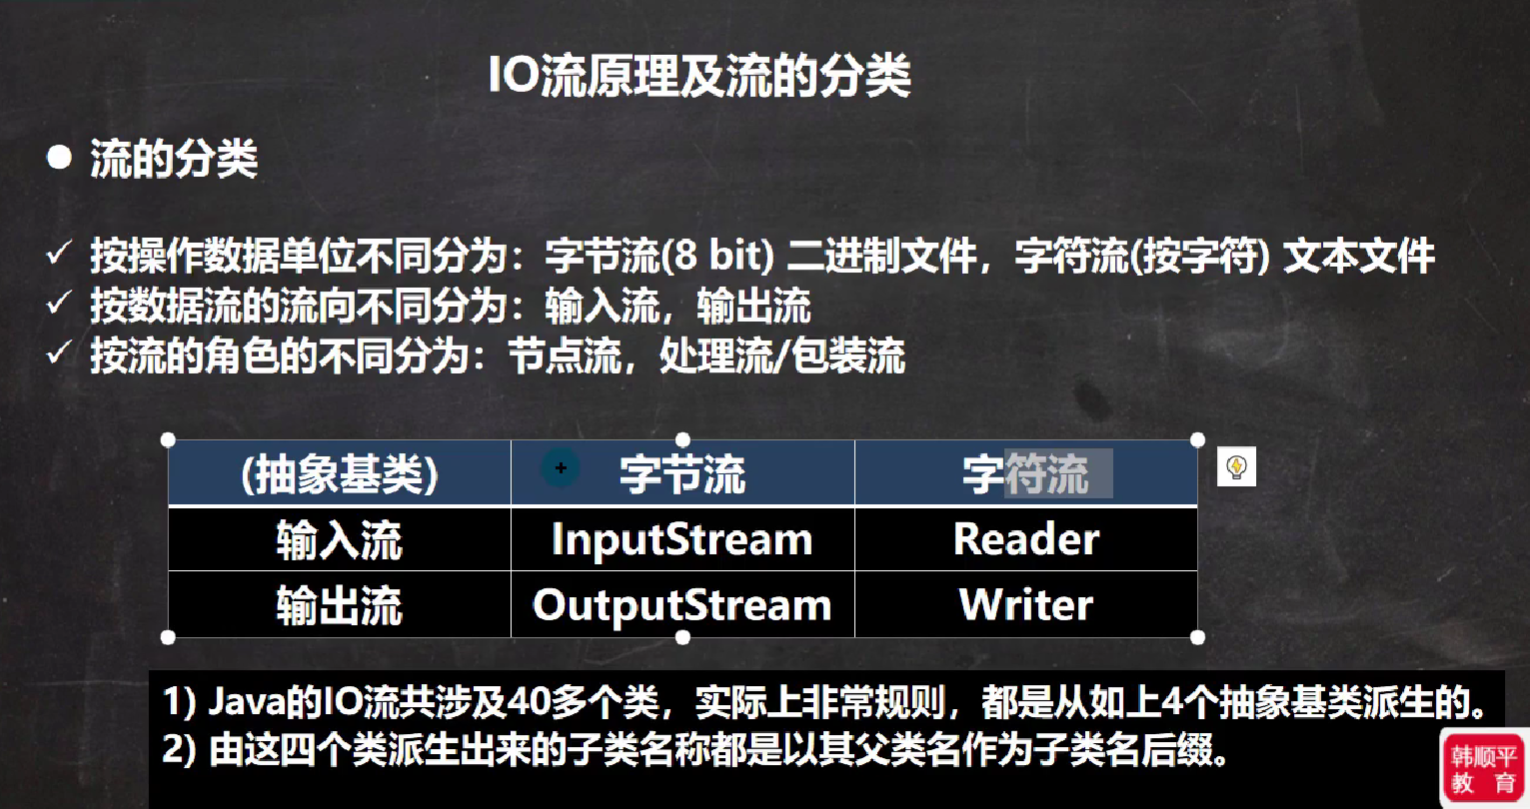 IO流原理及流的分类
● 流的分类
✓ 按操作数据单位不同分为：字节流(8 bit) 二进制文件，字符流(按字符) 文本文件
✓ 按数据流的流向不同分为：输入流，输出流
✓ 按流的角色的不同分为：节点流，处理流/包装流
(抽象基类) 字节流 字符流
输入流 InputStream Reader
输出流 OutputStream Writer
1) Java的IO流共涉及40多个类，实际上非常规则，都是从如上4个抽象基类派生的。
2) 由这四个类派生出来的子类名称都是以其父类名作为子类名后缀。
韩顺平
教 育